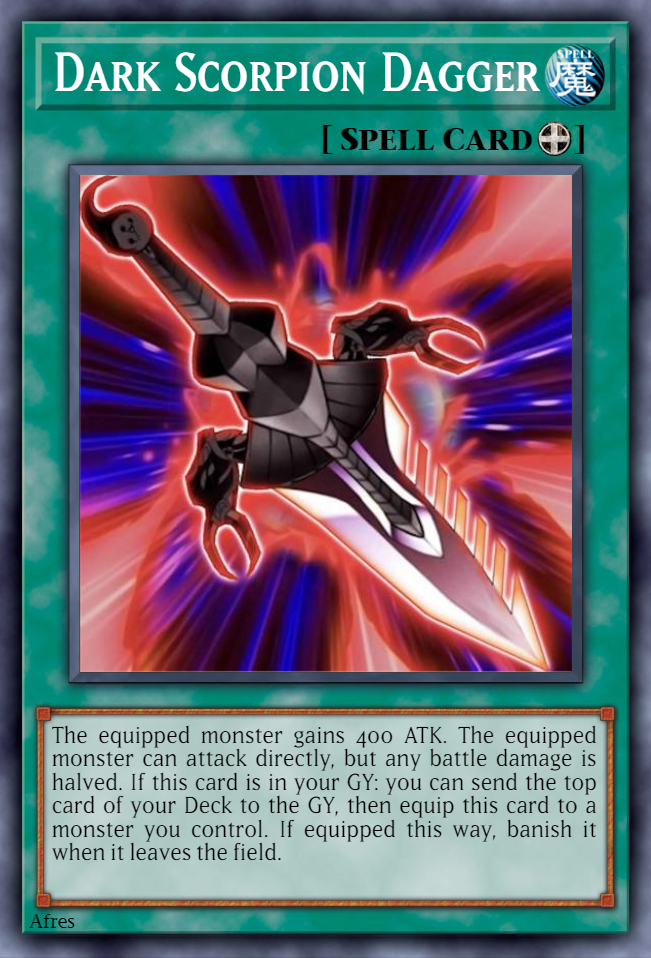 DARK SCORPION DAGGER
SPELL
魔
[ SPELL CARD ]
The equipped monster gains 400 ATK. The equipped
monster can attack directly, but any battle damage is
halved. If this card is in your GY: you can send the top
card of your Deck to the GY, then equip this card to a
monster you control. If equipped this way, banish it
when it leaves the field.
Afres